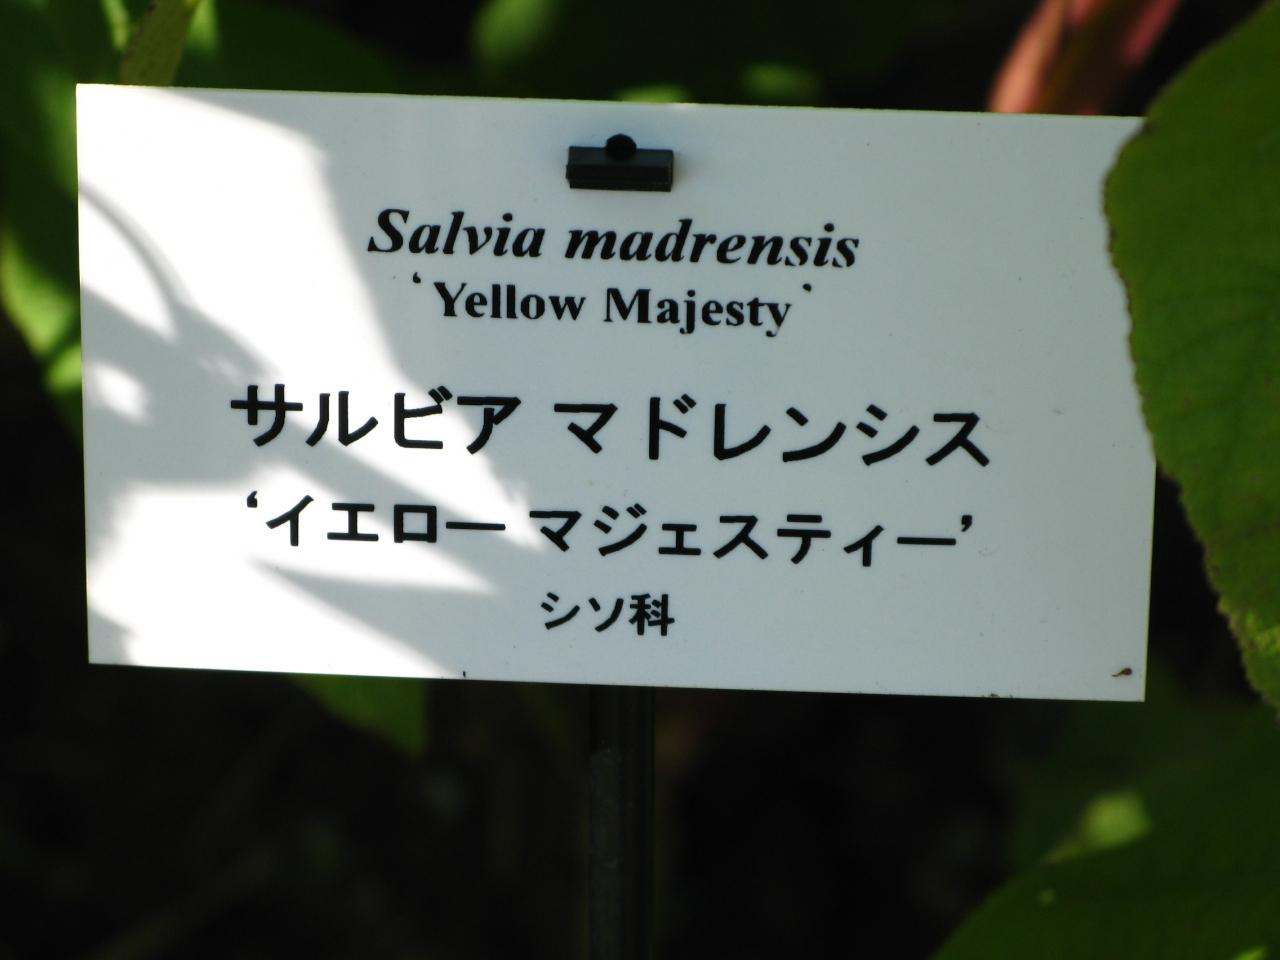 Salvia madrensis
‘Yellow Majesty’
サルビア マドレンシス
‘イエロー マジェスティー’
シソ科